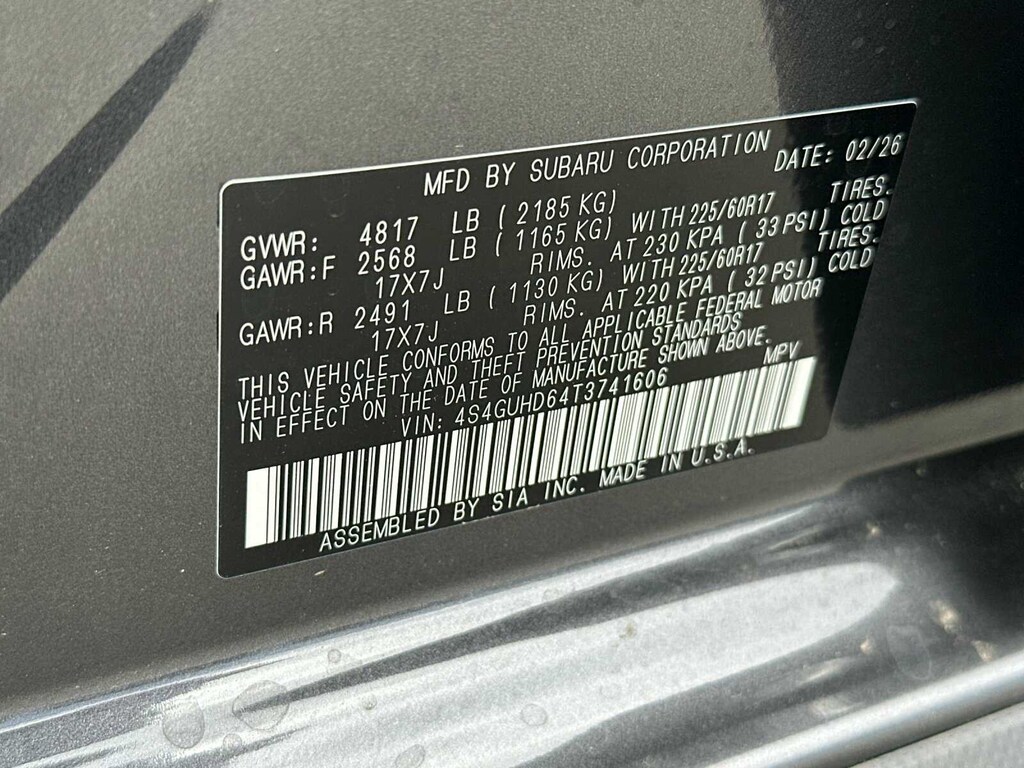 MFD BY SUBARU CORPORATION DATE: 02/26
GVWR: 4817 LB ( 2185 KG)
GAWR:F 2568 LB ( 1165 KG) WITH 225/60R17 TIRES.
17X7J RIMS. AT 230 KPA ( 33 PSI) COLD
GAWR:R 2491 LB ( 1130 KG) WITH 225/60R17 TIRES.
17X7J RIMS. AT 220 KPA ( 32 PSI) COLD
THIS VEHICLE CONFORMS TO ALL APPLICABLE FEDERAL MOTOR
VEHICLE SAFETY AND THEFT PREVENTION STANDARDS
IN EFFECT ON THE DATE OF MANUFACTURE SHOWN ABOVE.
VIN: 4S4GUHD64T3741606 MPV
ASSEMBLED BY SIA INC. MADE IN U.S.A.